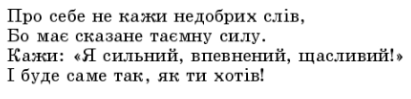 Про себе не кажи недобрих слів,
Бо має сказане таємну силу.
Кажи: «Я сильний, впевнений, щасливий!»
І буде саме так, як ти хотів!